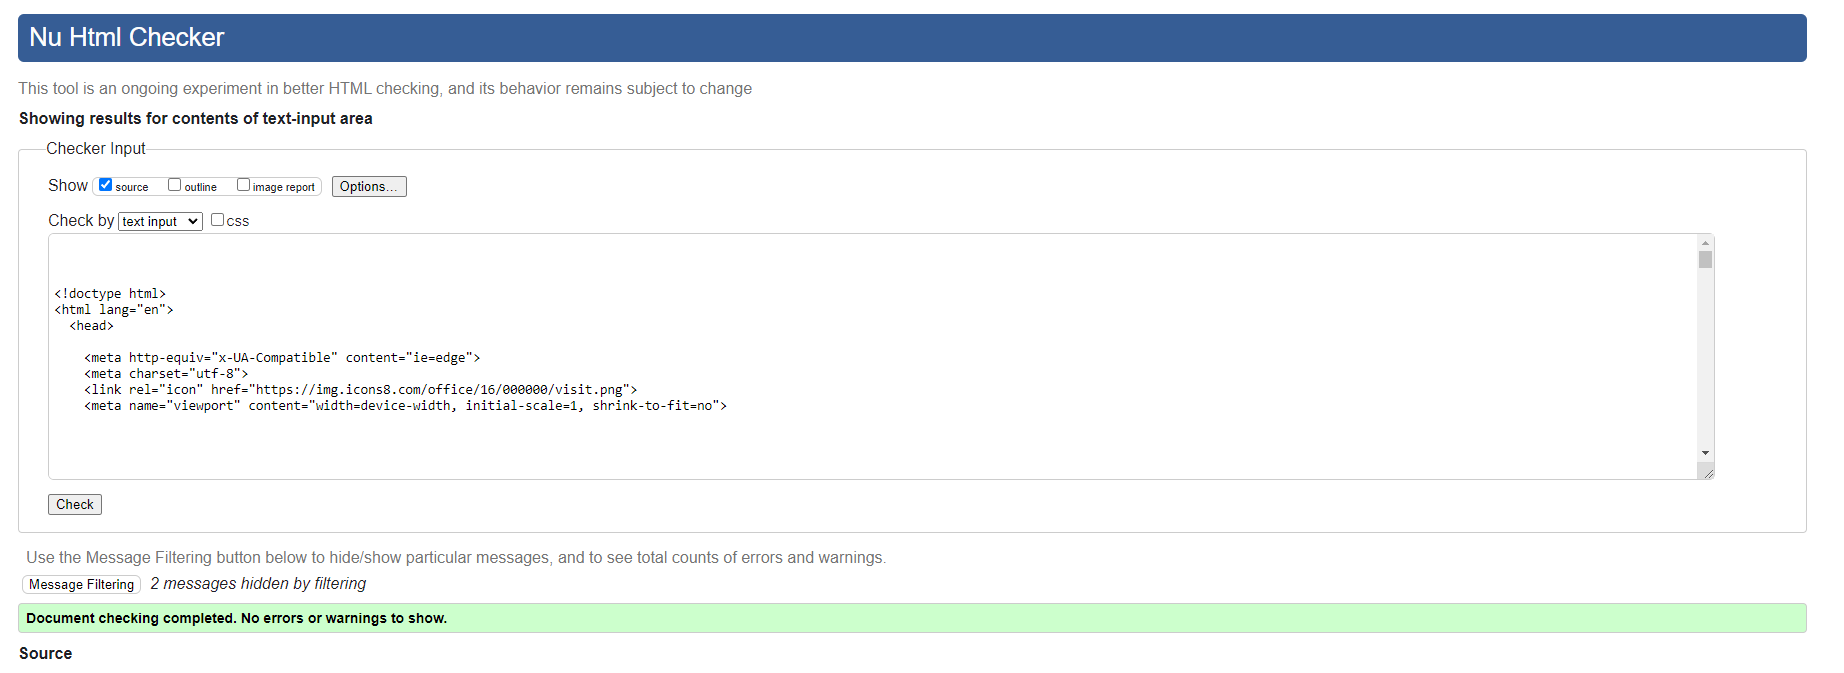 Nu Html Checker
This tool is an ongoing experiment in better HTML checking, and its behavior remains subject to change
Showing results for contents of text-input area
Checker Input
Show source outline image report Options...
Check by text input css
<!doctype html>
<html lang="en">
<head>
<meta http-equiv="x-UA-Compatible" content="ie=edge">
<meta charset="utf-8">
<link rel="icon" href="https://img.icons8.com/office/16/000000/visit.png">
<meta name="viewport" content="width=device-width, initial-scale=1, shrink-to-fit=no">
Check
Use the Message Filtering button below to hide/show particular messages, and to see total counts of errors and warnings.
Message Filtering 2 messages hidden by filtering
Document checking completed. No errors or warnings to show.
Source